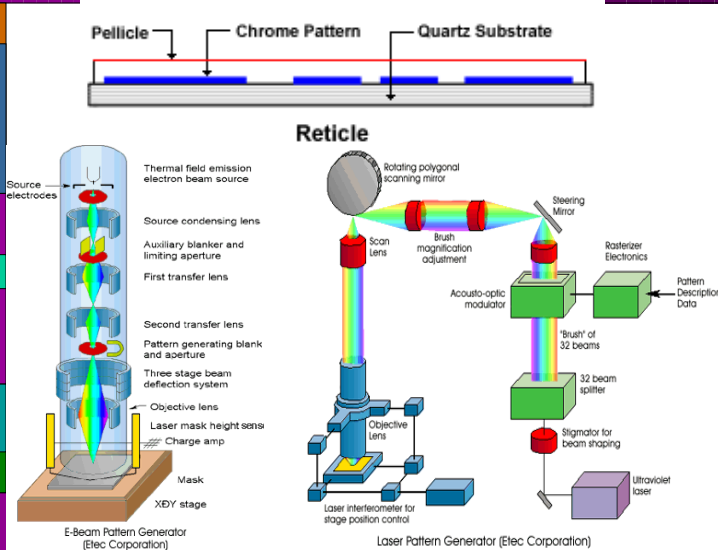 Pellicle
Chrome Pattern
Quartz Substrate
Reticle
Thermal field emission
electron beam source
Source
electrodes
Source condensing lens
Auxiliary blanker and
limiting aperture
First transfer lens
Second transfer lens
Pattern generating blank
and aperture
Three stage beam
deflection system
Objective lens
Laser mask height sens
Charge amp
Mask
XÐY stage
E-Beam Pattern Generator
(Etec Corporation)
Rotating polygonal
scanning mirror
Steering
Mirror
Scan
Lens
Brush
magnification
adjustment
Rasterizer
Electronics
Acousto-optic
modulator
Pattern
Description
Data
"Brush" of
32 beams
32 beam
splitter
Objective
Lens
Stigmator for
beam shaping
Ultraviolet
laser
Laser interferometer for
stage position control
Laser Pattern Generator (Etec Corporation)